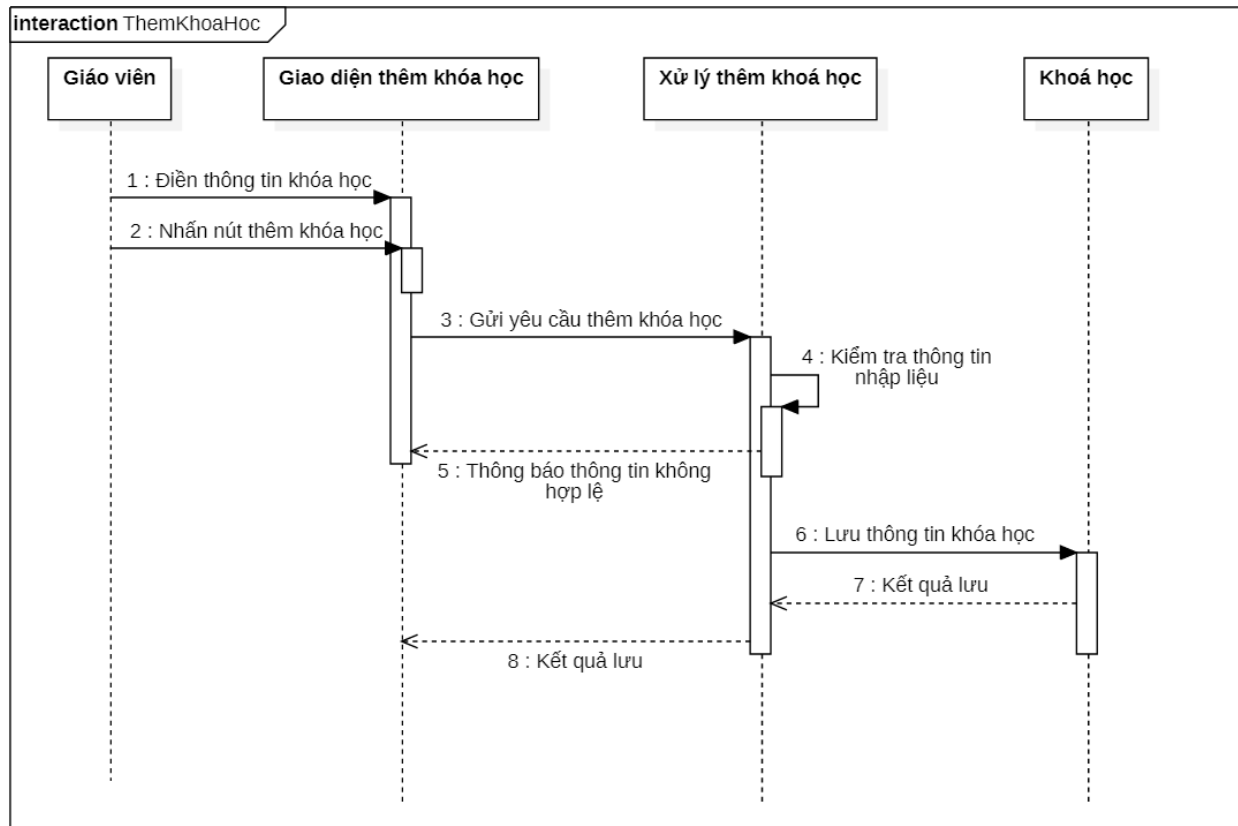 interaction ThemKhoaHoc
Giáo viên
Giao diện thêm khóa học
Xử lý thêm khoá học
Khoá học
1 : Điền thông tin khóa học
2 : Nhấn nút thêm khóa học
3 : Gửi yêu cầu thêm khóa học
4 : Kiểm tra thông tin
nhập liệu
5 : Thông báo thông tin không
hợp lệ
6 : Lưu thông tin khóa học
7 : Kết quả lưu
8 : Kết quả lưu